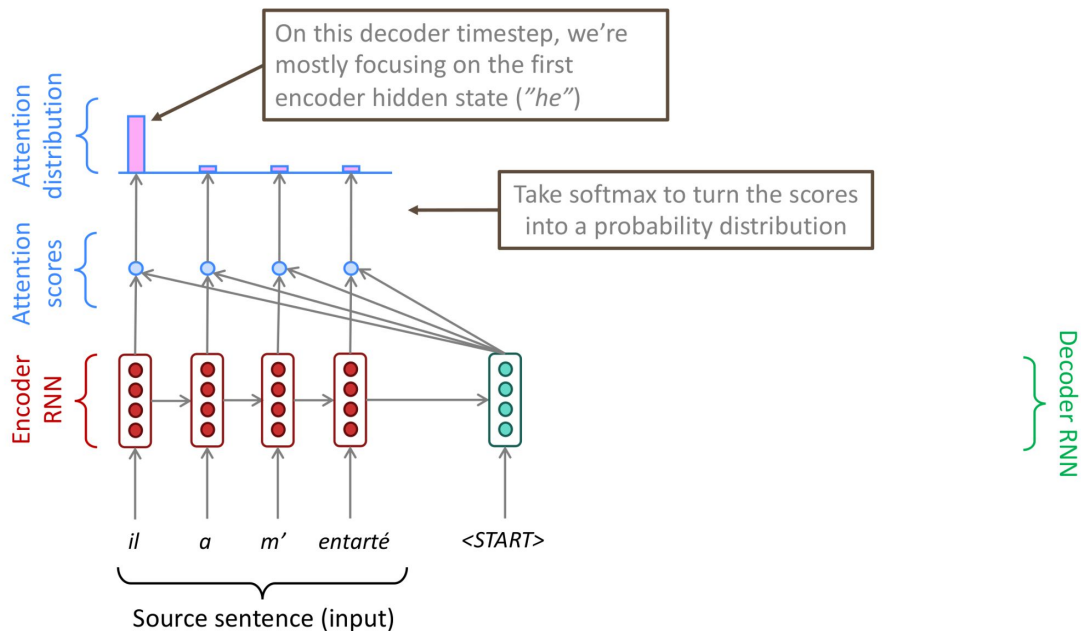 On this decoder timestep, we're
mostly focusing on the first
encoder hidden state (”he”)
Attention
distribution
Take softmax to turn the scores
into a probability distribution
Attention
scores
Encoder
RNN
Decoder RNN
il a m’ entarté <START>
Source sentence (input)